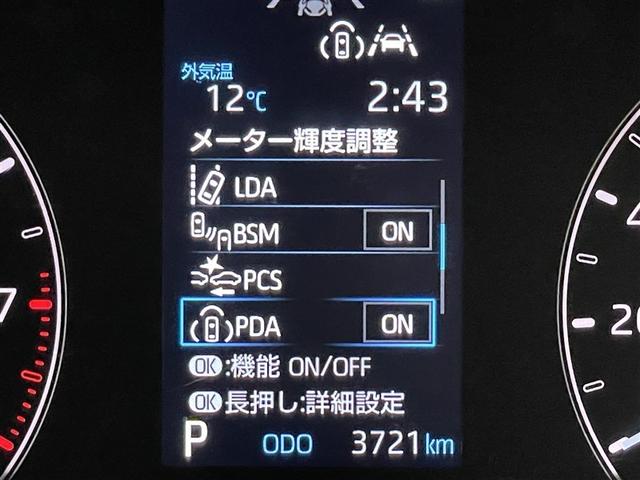 外気温
12℃ 2:43
メーター輝度調整
LDA
BSM ON
PCS
PDA ON
OK:機能 ON/OFF
OK長押し:詳細設定
P ODO 3721km
7